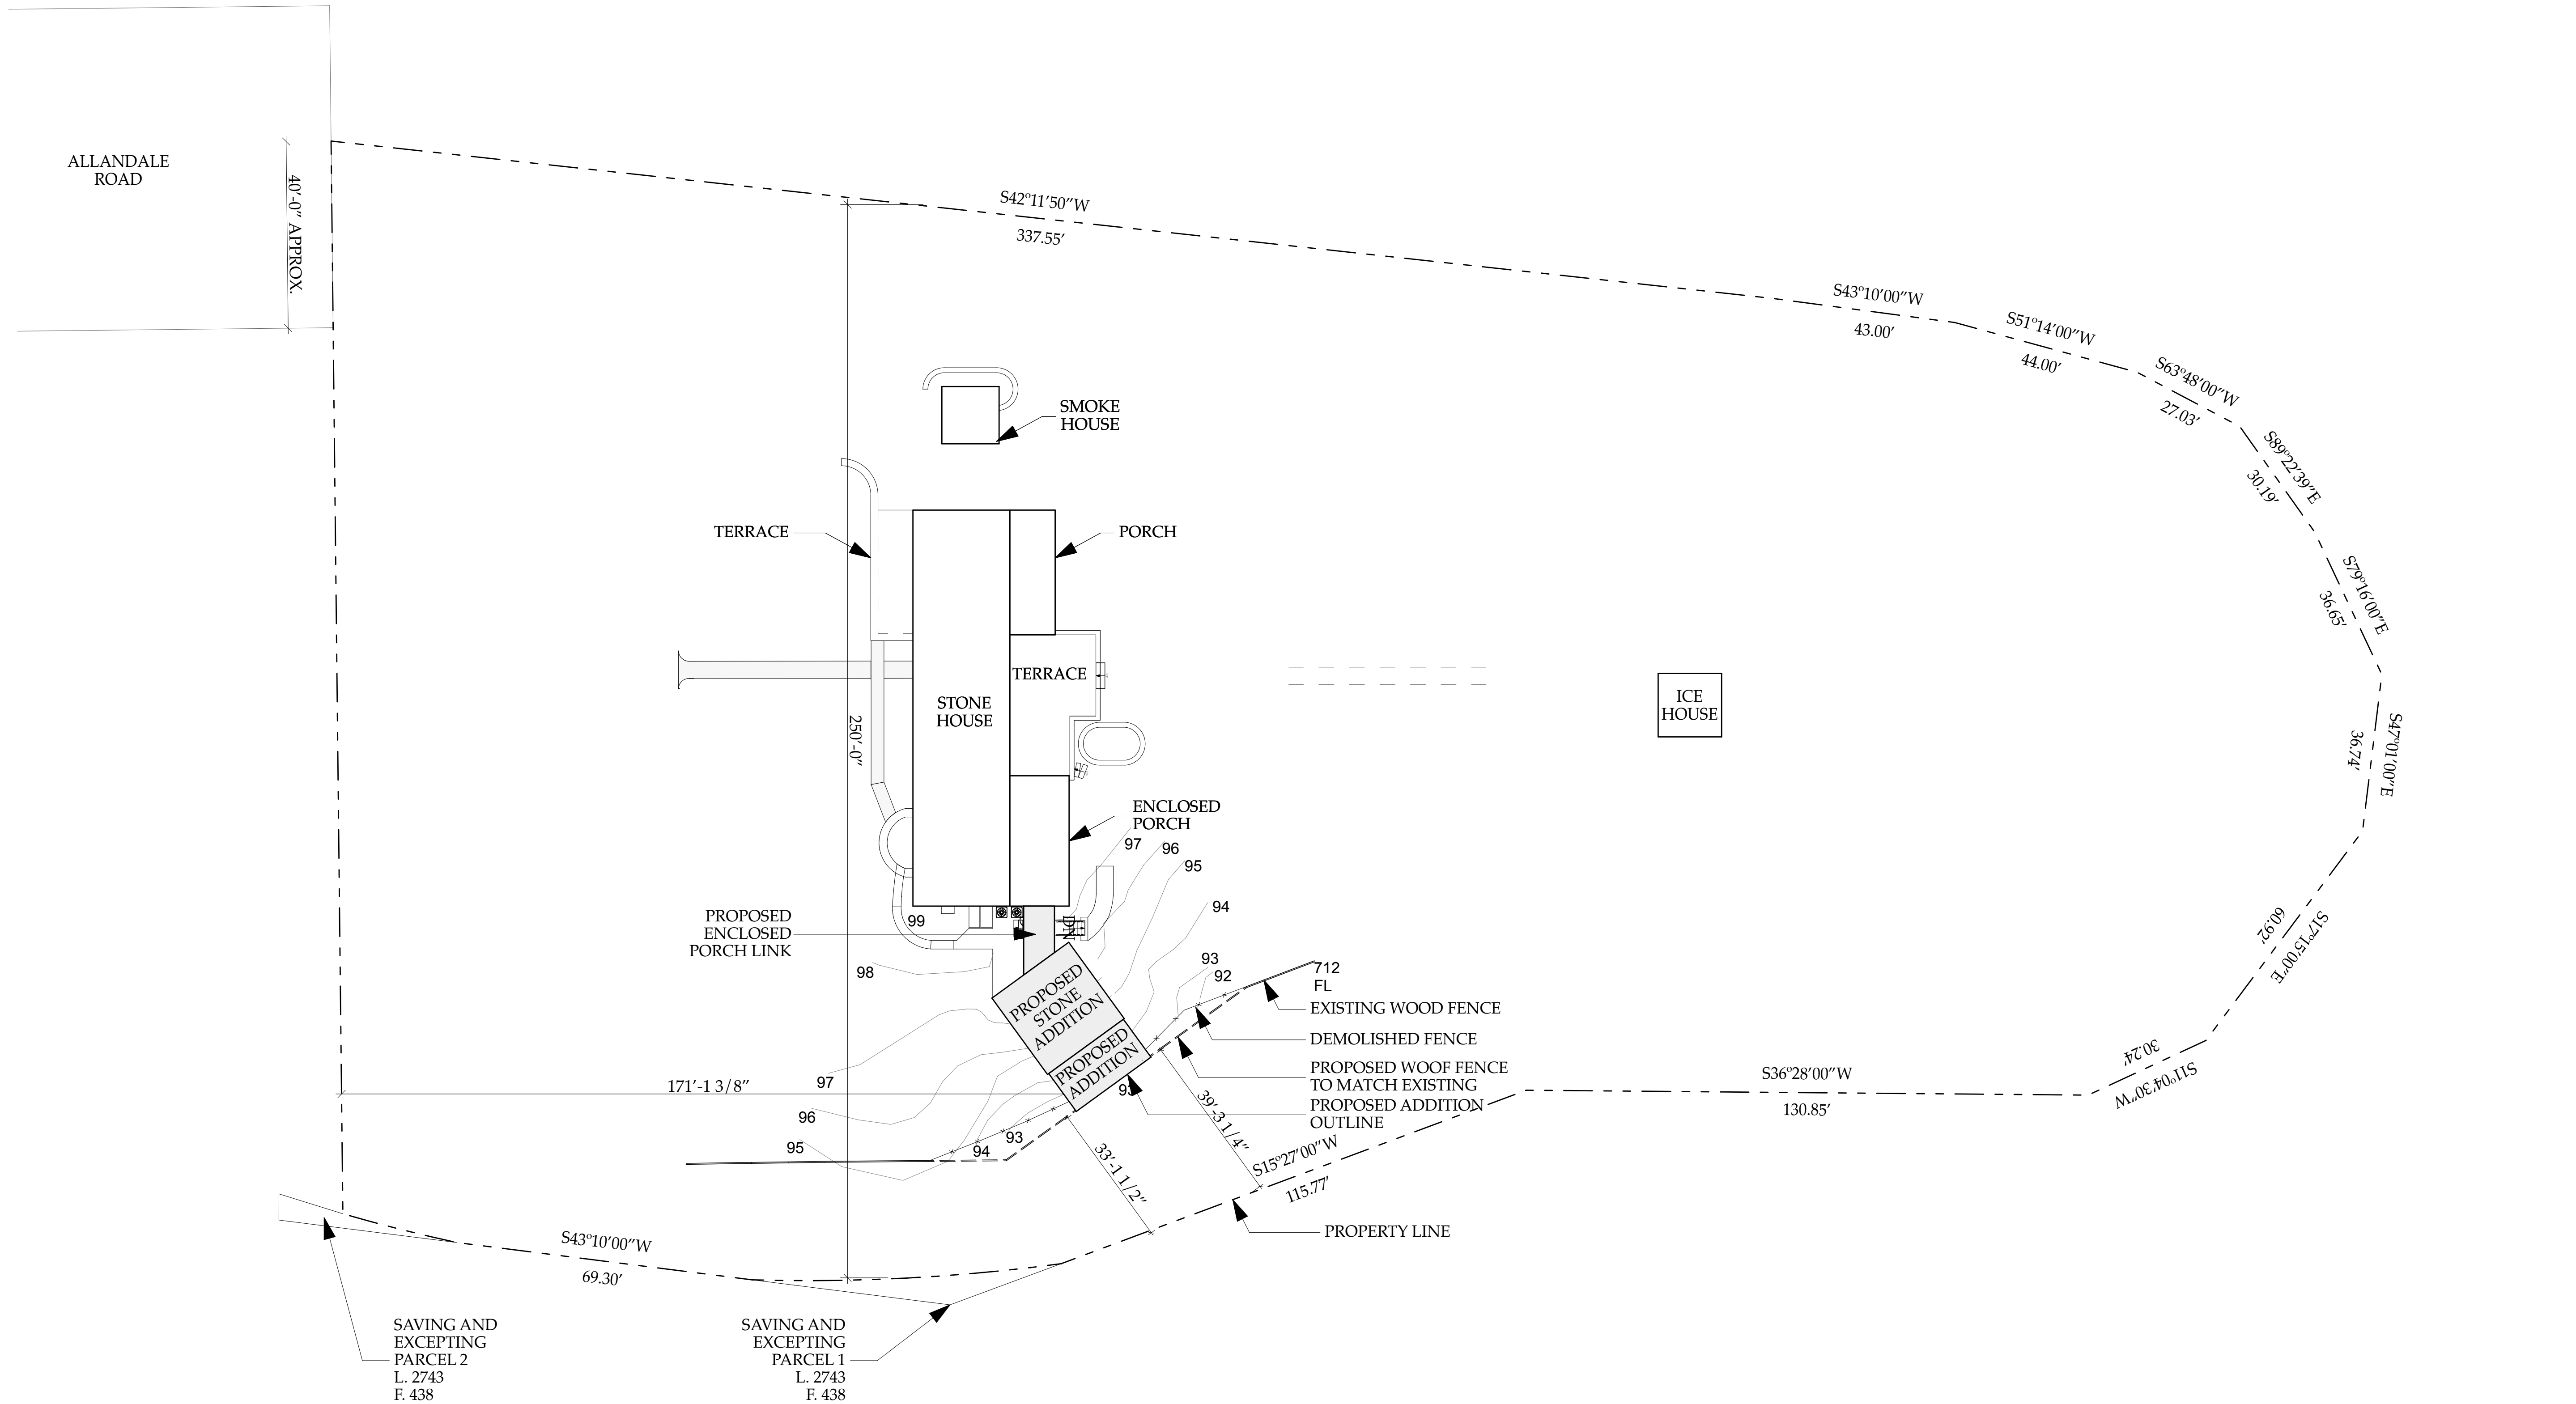 ALLANDALE
ROAD
40'-0" APPROX.
S42°11'50"W
337.55'
S43°10'00"W
43.00'
S51°14'00"W
44.00'
S63°48'00"W
27.03'
S89°22'39"E
30.19'
S79°16'00"E
36.65'
S47°01'00"E
36.74'
S17°15'00"E
60.92'
S11°04'30"W
30.24'
S36°28'00"W
130.85'
S15°27'00"W
115.77'
SMOKE
HOUSE
TERRACE
PORCH
TERRACE
STONE
HOUSE
250'-0"
ICE
HOUSE
ENCLOSED
PORCH
97
96
95
94
93
92
712
FL
PROPOSED
ENCLOSED
PORCH LINK
99
DN
98
PROPOSED
STONE
ADDITION
PROPOSED
ADDITION
EXISTING WOOD FENCE
DEMOLISHED FENCE
PROPOSED WOOF FENCE
TO MATCH EXISTING
PROPOSED ADDITION
OUTLINE
171'-1 3/8"
97
96
95
94
93
39'-3 1/4"
33'-1 1/2"
PROPERTY LINE
S43°10'00"W
69.30'
SAVING AND
EXCEPTING
PARCEL 2
L. 2743
F. 438
SAVING AND
EXCEPTING
PARCEL 1
L. 2743
F. 438